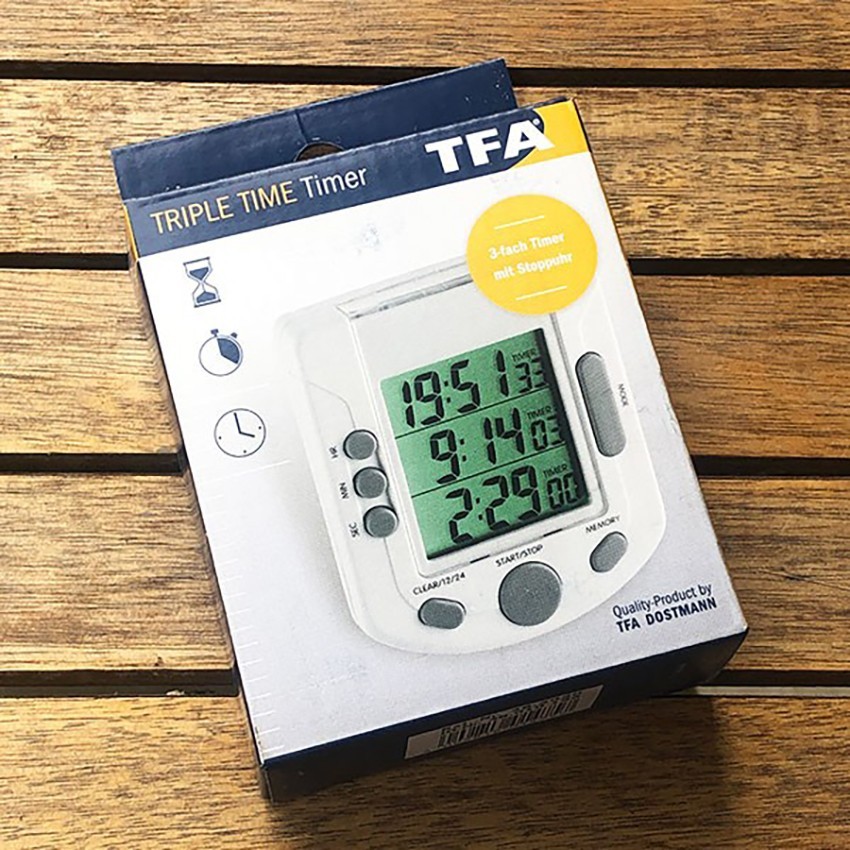 TFA®
TRIPLE TIME Timer
3-fach Timer
mit Stoppuhr
TIMER
19:51 33
TIMER
9:14 03
TIMER
2:29 00
MODE
HR
MIN
SEC
CLEAR/12/24
START/STOP
MEMORY
Quality-Product by
TFA DOSTMANN